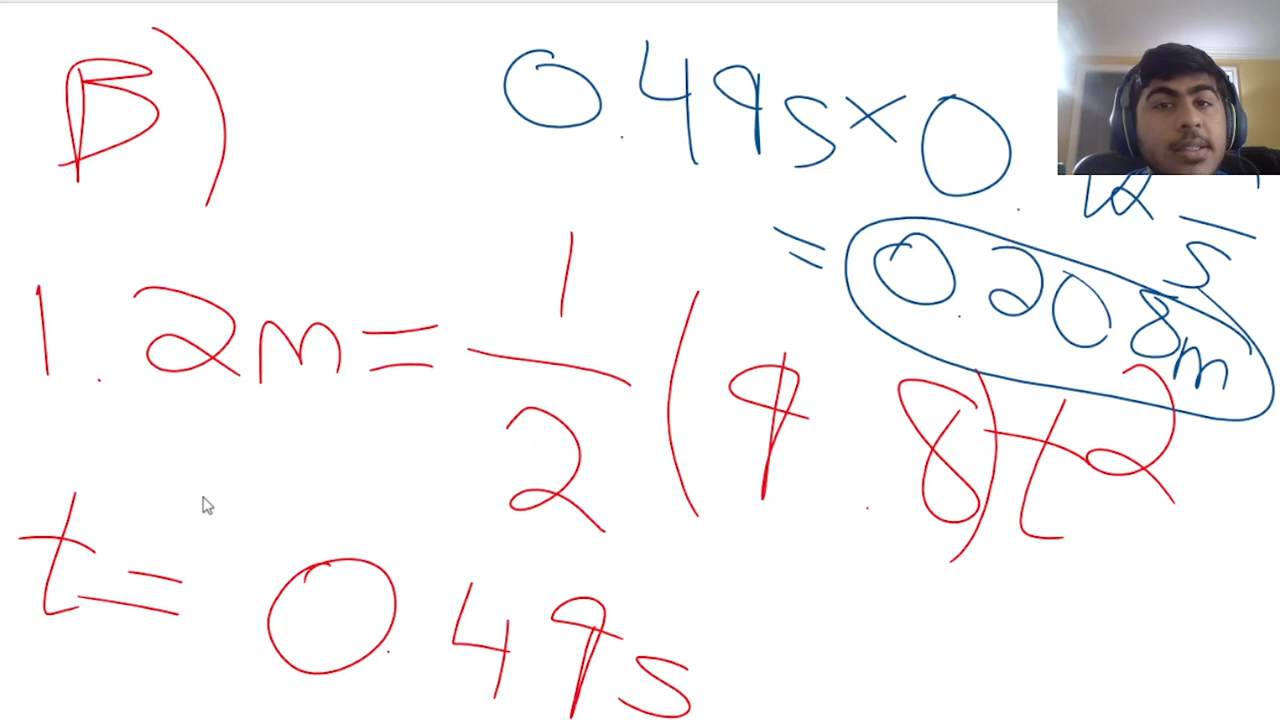 B)
0.49s×0.
= 0.208m
1.2m = 1/2 (9.8)t2
t = 0.49s